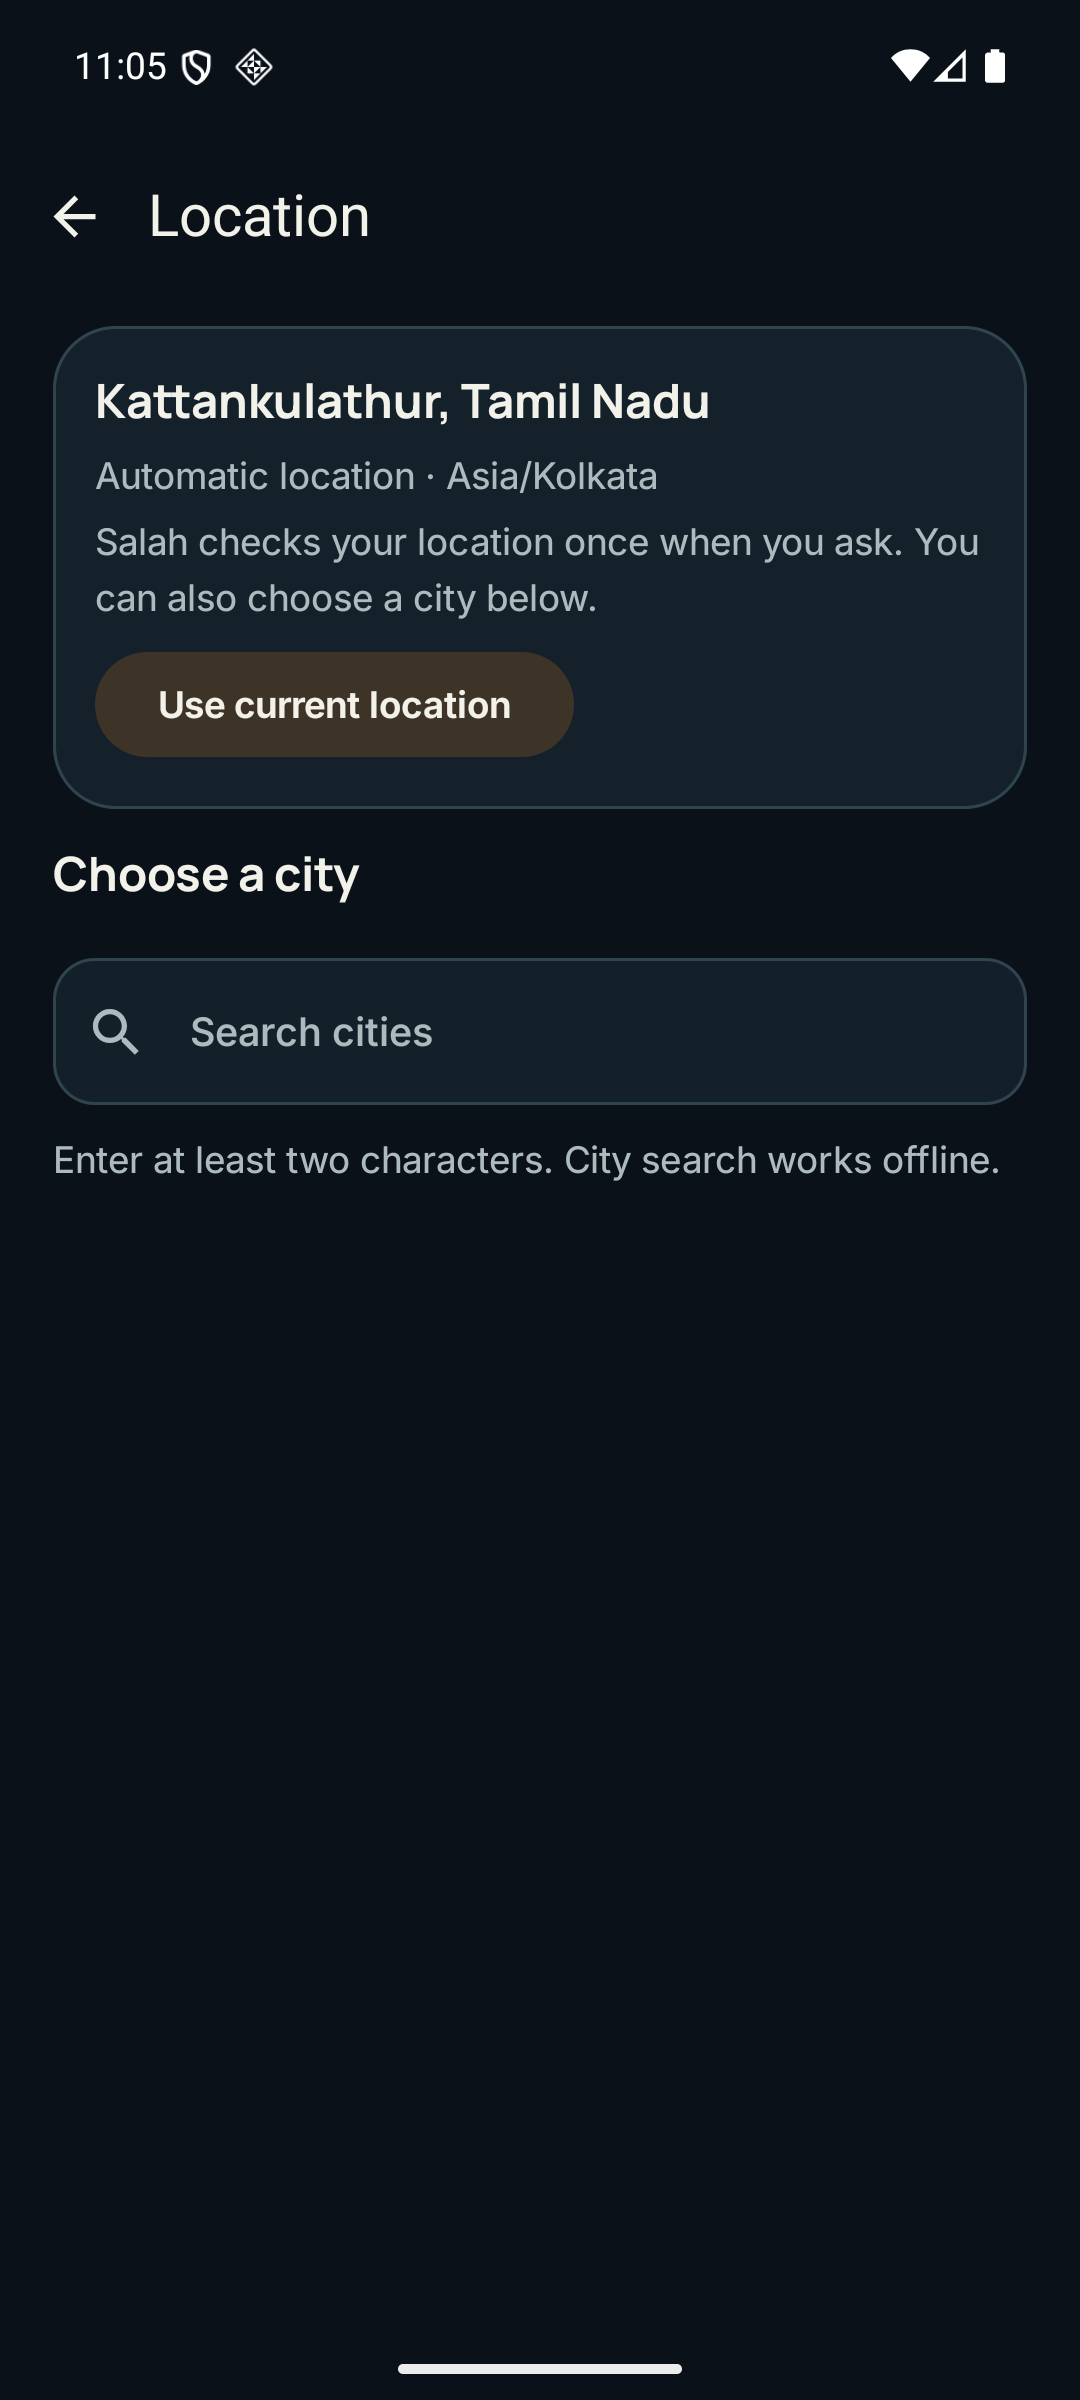 11:05
Location
Kattankulathur, Tamil Nadu
Automatic location · Asia/Kolkata
Salah checks your location once when you ask. You
can also choose a city below.
Use current location
Choose a city
Search cities
Enter at least two characters. City search works offline.